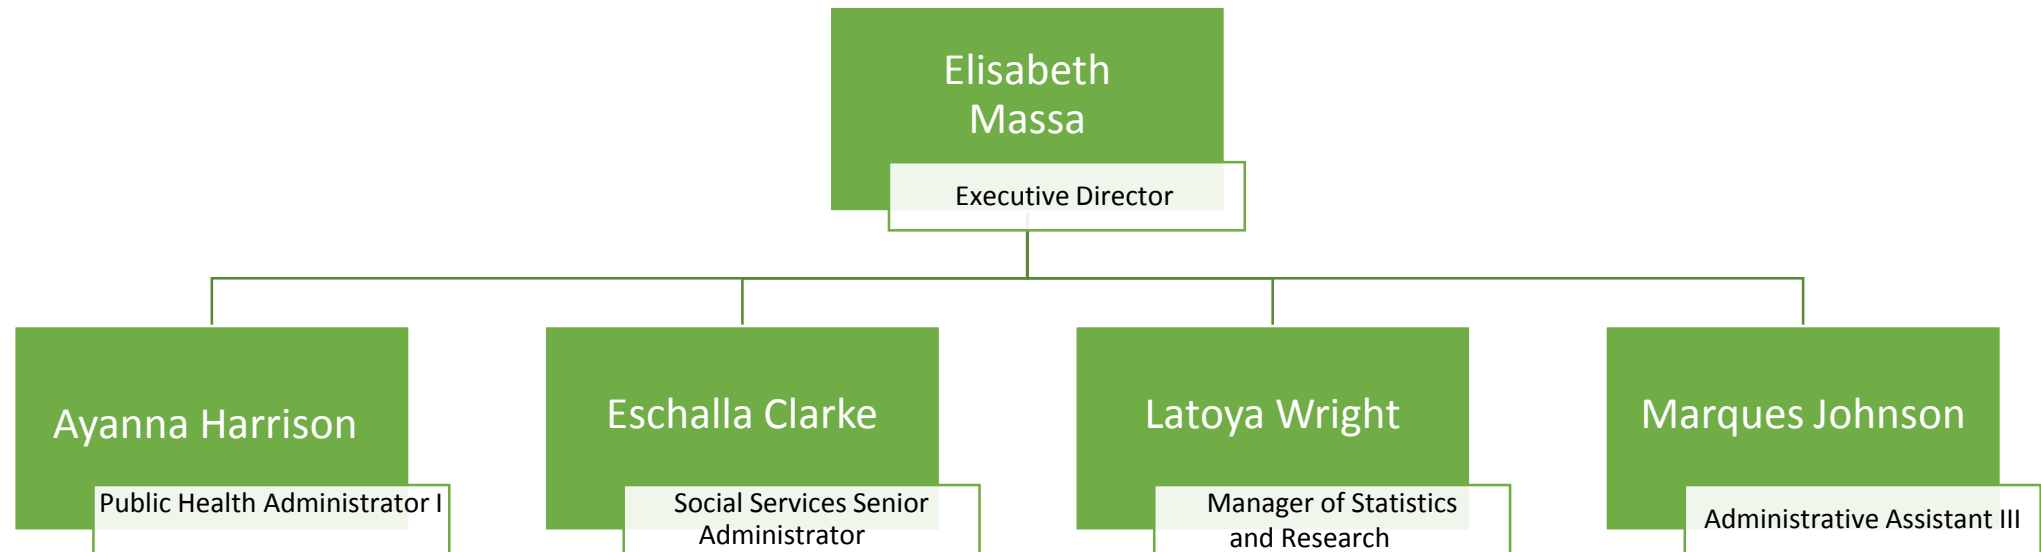 Elisabeth
Massa
Executive Director
Ayanna Harrison
Public Health Administrator I
Eschalla Clarke
Social Services Senior
Administrator
Latoya Wright
Manager of Statistics
and Research
Marques Johnson
Administrative Assistant III